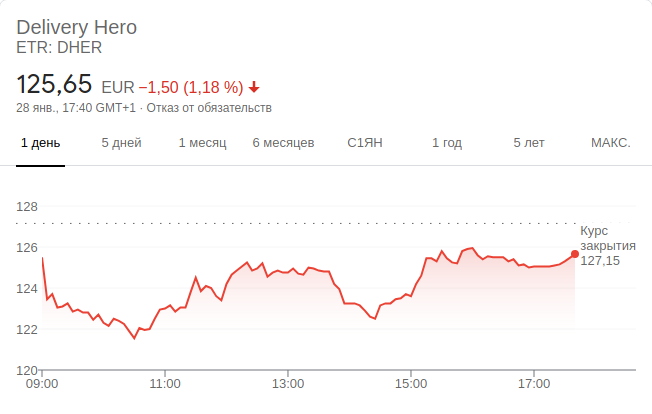 Delivery Hero
ETR: DHER
125,65 EUR −1,50 (1,18 %)
28 янв., 17:40 GMT+1 · Отказ от обязательств
1 день 5 дней 1 месяц 6 месяцев С1ЯН 1 год 5 лет МАКС.
128
126
124
122
120
Курс
закрытия
127,15
09:00 11:00 13:00 15:00 17:00